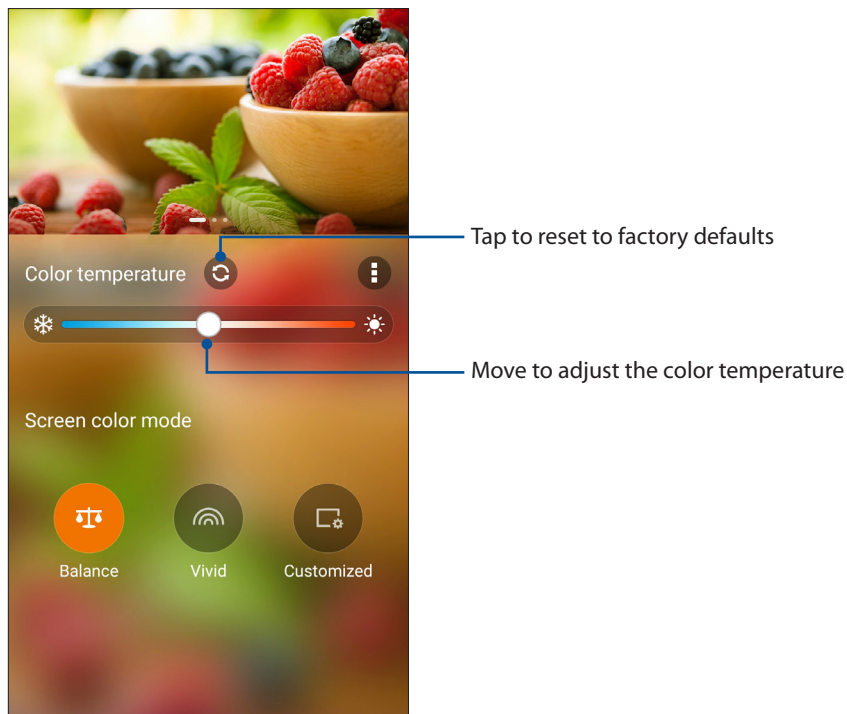 Tap to reset to factory defaults
Color temperature
Move to adjust the color temperature
Screen color mode
Balance
Vivid
Customized